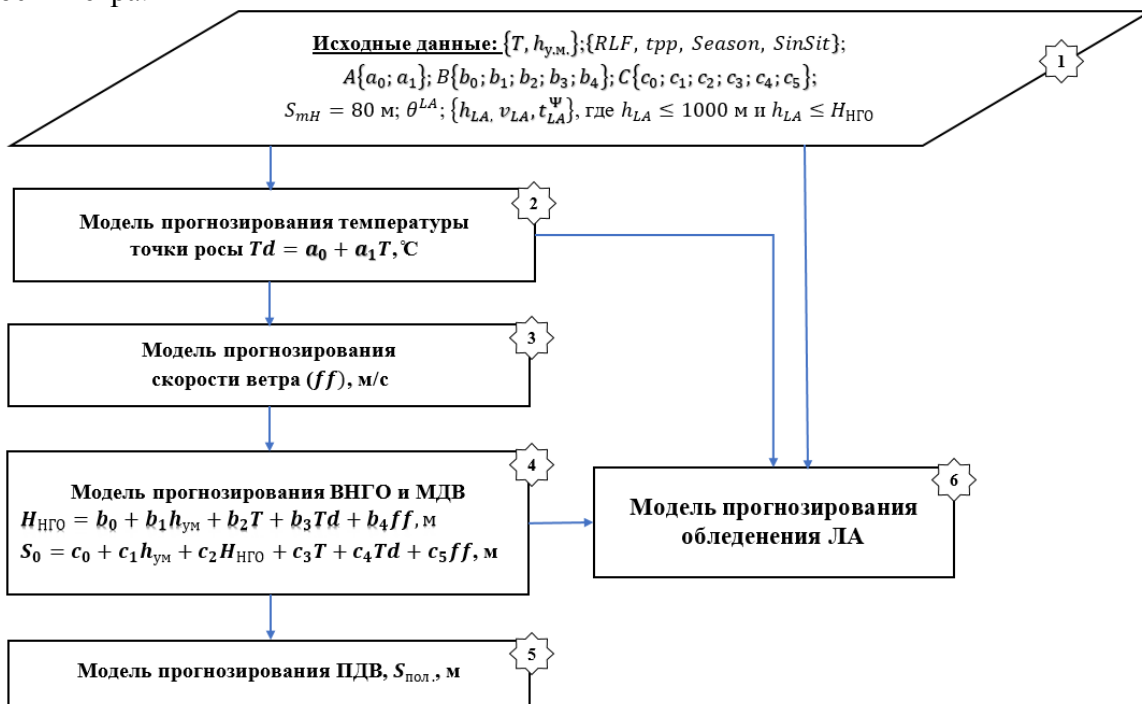 Исходные данные: {T, hу.м.};{RLF, tpp, Season, SinSit};
A{a₀; a₁}; B{b₀; b₁; b₂; b₃; b₄}; C{c₀; c₁; c₂; c₃; c₄; c₅};
SmH = 80 м; θ^LA; {hLA, vLA, tLA^Ψ}, где hLA ≤ 1000 м и hLA ≤ HНГО
1
2
Модель прогнозирования температуры
точки росы Td = a₀ + a₁T, ℃
3
Модель прогнозирования
скорости ветра (ff), м/с
4
Модель прогнозирования ВНГО и МДВ
HНГО = b₀ + b₁hум + b₂T + b₃Td + b₄ff, м
S₀ = c₀ + c₁hум + c₂HНГО + c₃T + c₄Td + c₅ff, м
6
Модель прогнозирования
обледенения ЛА
5
Модель прогнозирования ПДВ, Sпол., м